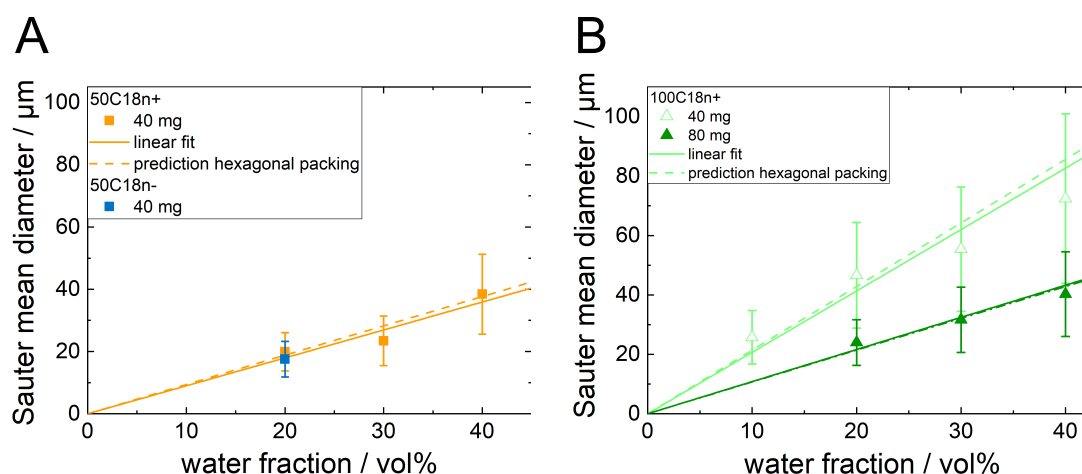 A
Sauter mean diameter / μm
100
80
60
40
20
0
50C18n+
40 mg
linear fit
prediction hexagonal packing
50C18n-
40 mg
0 10 20 30 40
water fraction / vol%
B
Sauter mean diameter / μm
100
80
60
40
20
0
100C18n+
40 mg
80 mg
linear fit
prediction hexagonal packing
0 10 20 30 40
water fraction / vol%